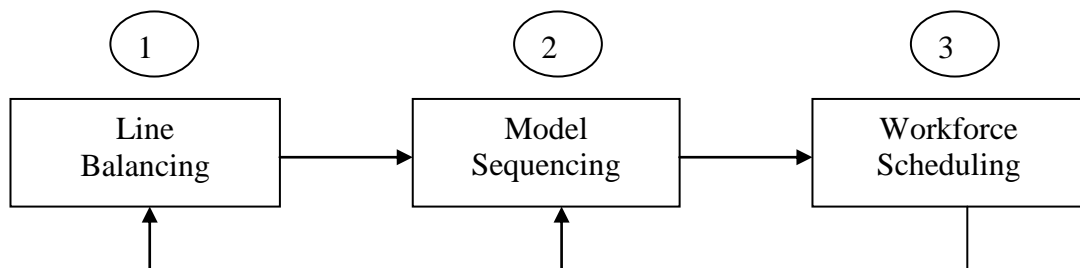 1
2
3
Line
Balancing
Model
Sequencing
Workforce
Scheduling